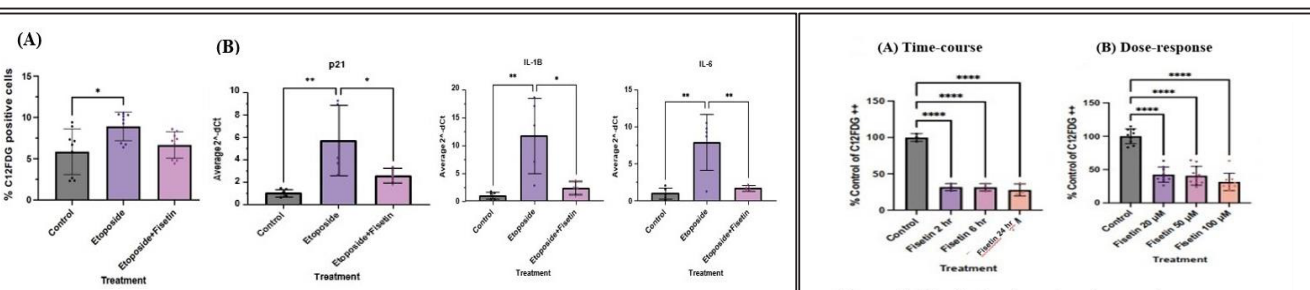 (A)
% C12FDG positive cells
15
10
5
0
*
Control
Etoposide
Etoposide+Fisetin
Treatment
(B)
p21
Average 2^-dCt
10
8
6
4
2
0
**
*
Control
Etoposide
Etoposide+Fisetin
Treatment
IL-1B
Average 2^-dCt
20
15
10
5
0
**
*
Control
Etoposide
Etoposide+Fisetin
Treatment
IL-6
Average 2^-dCt
15
10
5
0
**
**
Control
Etoposide
Etoposide+Fisetin
Treatment
(A) Time-course
% Control of C12FDG ++
150
100
50
0
****
****
****
Control
Fisetin 2 hr
Fisetin 6 hr
Fisetin 24 hr
Treatment
(B) Dose-response
% Control of C12FDG ++
150
100
50
0
****
****
****
Control
Fisetin 20 µM
Fisetin 50 µM
Fisetin 100 µM
Treatment